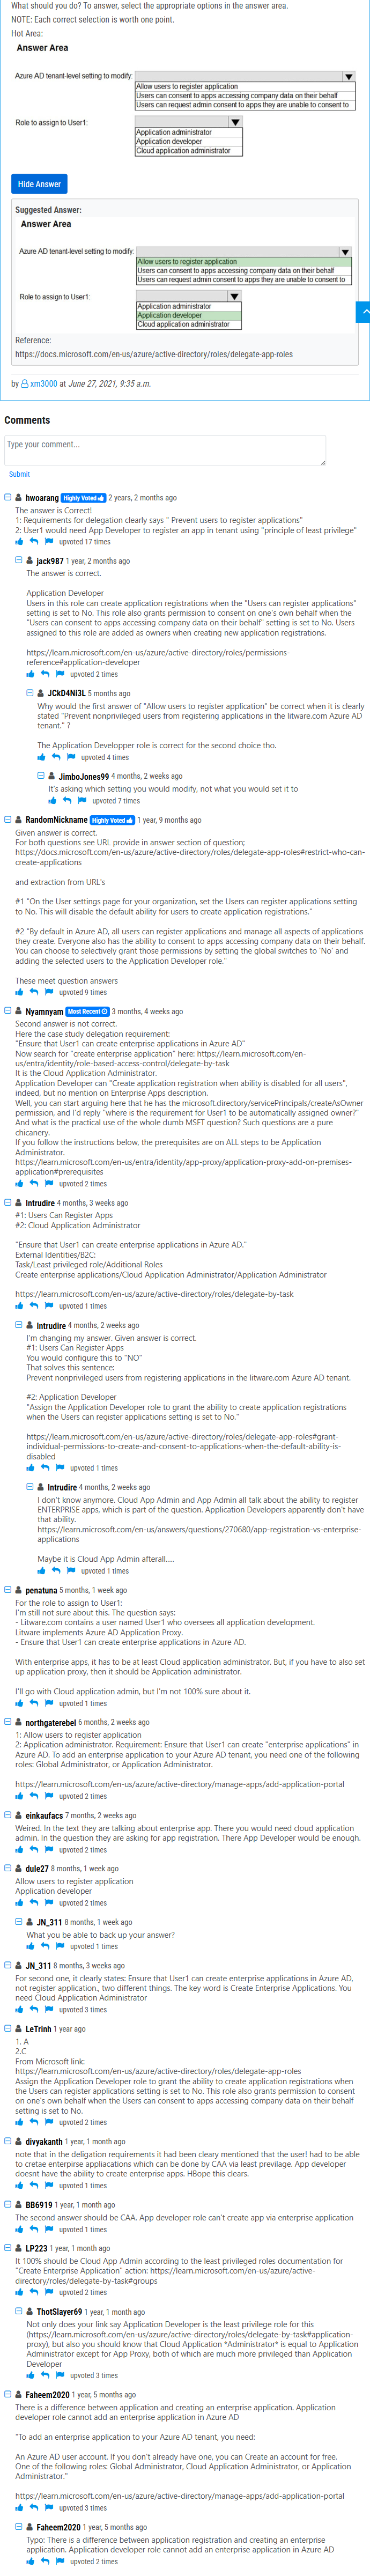 What should you do? To answer, select the appropriate options in the answer area.
NOTE: Each correct selection is worth one point.
Hot Area:
Answer Area
Azure AD tenant-level setting to modify:
Allow users to register application
Users can consent to apps accessing company data on their behalf
Users can request admin consent to apps they are unable to consent to
Role to assign to User1:
Application administrator
Application developer
Cloud application administrator
Hide Answer
Suggested Answer:
Answer Area
Azure AD tenant-level setting to modify:
Allow users to register application
Users can consent to apps accessing company data on their behalf
Users can request admin consent to apps they are unable to consent to
Role to assign to User1:
Application administrator
Application developer
Cloud application administrator
Reference:
https://docs.microsoft.com/en-us/azure/active-directory/roles/delegate-app-roles
by xm3000 at June 27, 2021, 9:35 a.m.
Comments
Type your comment...
Submit
hwoarang Highly Voted 2 years, 2 months ago
The answer is Correct!
1: Requirements for delegation clearly says " Prevent users to register applications"
2: User1 would need App Developer to register an app in tenant using "principle of least privilege"
upvoted 17 times
jack987 1 year, 2 months ago
The answer is correct.
Application Developer
Users in this role can create application registrations when the "Users can register applications"
setting is set to No. This role also grants permission to consent on one's own behalf when the
"Users can consent to apps accessing company data on their behalf" setting is set to No. Users
assigned to this role are added as owners when creating new application registrations.
https://learn.microsoft.com/en-us/azure/active-directory/roles/permissions-
reference#application-developer
upvoted 2 times
JCkD4Ni3L 5 months ago
Why would the first answer of "Allow users to register application" be correct when it is clearly
stated "Prevent nonprivileged users from registering applications in the litware.com Azure AD
tenant." ?
The Application Developper role is correct for the second choice tho.
upvoted 4 times
JimboJones99 4 months, 2 weeks ago
It's asking which setting you would modify, not what you would set it to
upvoted 7 times
RandomNickname Highly Voted 1 year, 9 months ago
Given answer is correct.
For both questions see URL provide in answer section of question;
https://docs.microsoft.com/en-us/azure/active-directory/roles/delegate-app-roles#restrict-who-can-
create-applications
and extraction from URL's
#1 "On the User settings page for your organization, set the Users can register applications setting
to No. This will disable the default ability for users to create application registrations."
#2 "By default in Azure AD, all users can register applications and manage all aspects of applications
they create. Everyone also has the ability to consent to apps accessing company data on their behalf.
You can choose to selectively grant those permissions by setting the global switches to 'No' and
adding the selected users to the Application Developer role."
These meet question answers
upvoted 9 times
Nyamnyam Most Recent 3 months, 4 weeks ago
Second answer is not correct.
Here the case study delegation requirement:
"Ensure that User1 can create enterprise applications in Azure AD"
Now search for "create enterprise application" here: https://learn.microsoft.com/en-
us/entra/identity/role-based-access-control/delegate-by-task
It is the Cloud Application Administrator.
Application Developer can "Create application registration when ability is disabled for all users",
indeed, but no mention on Enterprise Apps description.
Well, you can start arguing here that he has the microsoft.directory/servicePrincipals/createAsOwner
permission, and I'd reply "where is the requirement for User1 to be automatically assigned owner?"
And what is the practical use of the whole dumb MSFT question? Such questions are a pure
chicanery.
If you follow the instructions below, the prerequisites are on ALL steps to be Application
Administrator.
https://learn.microsoft.com/en-us/entra/identity/app-proxy/application-proxy-add-on-premises-
application#prerequisites
upvoted 2 times
Intrudire 4 months, 3 weeks ago
#1: Users Can Register Apps
#2: Cloud Application Administrator
"Ensure that User1 can create enterprise applications in Azure AD."
External Identities/B2C:
Task/Least privileged role/Additional Roles
Create enterprise applications/Cloud Application Administrator/Application Administrator
https://learn.microsoft.com/en-us/azure/active-directory/roles/delegate-by-task
upvoted 1 times
Intrudire 4 months, 2 weeks ago
I'm changing my answer. Given answer is correct.
#1: Users Can Register Apps
You would configure this to "NO"
That solves this sentence:
Prevent nonprivileged users from registering applications in the litware.com Azure AD tenant.
#2: Application Developer
"Assign the Application Developer role to grant the ability to create application registrations
when the Users can register applications setting is set to No."
https://learn.microsoft.com/en-us/azure/active-directory/roles/delegate-app-roles#grant-
individual-permissions-to-create-and-consent-to-applications-when-the-default-ability-is-
disabled
upvoted 1 times
Intrudire 4 months, 2 weeks ago
I don't know anymore. Cloud App Admin and App Admin all talk about the ability to register
ENTERPRISE apps, which is part of the question. Application Developers apparently don't have
that ability.
https://learn.microsoft.com/en-us/answers/questions/270680/app-registration-vs-enterprise-
applications
Maybe it is Cloud App Admin afterall.....
upvoted 1 times
penatuna 5 months, 1 week ago
For the role to assign to User1:
I'm still not sure about this. The question says:
- Litware.com contains a user named User1 who oversees all application development.
Litware implements Azure AD Application Proxy.
- Ensure that User1 can create enterprise applications in Azure AD.
With enterprise apps, it has to be at least Cloud application administrator. But, if you have to also set
up application proxy, then it should be Application administrator.
I'll go with Cloud application admin, but I'm not 100% sure about it.
upvoted 1 times
northgaterebel 6 months, 2 weeks ago
1: Allow users to register application
2: Application administrator. Requirement: Ensure that User1 can create "enterprise applications" in
Azure AD. To add an enterprise application to your Azure AD tenant, you need one of the following
roles: Global Administrator, or Application Administrator.
https://learn.microsoft.com/en-us/azure/active-directory/manage-apps/add-application-portal
upvoted 2 times
einkaufacs 7 months, 2 weeks ago
Weired. In the text they are talking about enterprise app. There you would need cloud application
admin. In the question they are asking for app registration. There App Developer would be enough.
upvoted 2 times
dule27 8 months, 1 week ago
Allow users to register application
Application developer
upvoted 2 times
JN_311 8 months, 1 week ago
What you be able to back up your answer?
upvoted 1 times
JN_311 8 months, 3 weeks ago
For second one, it clearly states: Ensure that User1 can create enterprise applications in Azure AD,
not register application., two different things. The key word is Create Enterprise Applications. You
need Cloud Application Administrator
upvoted 3 times
LeTrinh 1 year ago
1. A
2.C
From Microsoft link:
https://learn.microsoft.com/en-us/azure/active-directory/roles/delegate-app-roles
Assign the Application Developer role to grant the ability to create application registrations when
the Users can register applications setting is set to No. This role also grants permission to consent
on one's own behalf when the Users can consent to apps accessing company data on their behalf
setting is set to No.
upvoted 2 times
divyakanth 1 year, 1 month ago
note that in the deligation requirements it had been cleary mentioned that the user! had to be able
to cretae enterpirse appliacations which can be done by CAA via least previlage. App developer
doesnt have the ability to create enterprise apps. HBope this clears.
upvoted 1 times
BB6919 1 year, 1 month ago
The second answer should be CAA. App developer role can't create app via enterprise application
upvoted 1 times
LP223 1 year, 1 month ago
It 100% should be Cloud App Admin according to the least privileged roles documentation for
"Create Enterprise Application" action: https://learn.microsoft.com/en-us/azure/active-
directory/roles/delegate-by-task#groups
upvoted 2 times
ThotSlayer69 1 year, 1 month ago
Not only does your link say Application Developer is the least privilege role for this
(https://learn.microsoft.com/en-us/azure/active-directory/roles/delegate-by-task#application-
proxy), but also you should know that Cloud Application *Administrator* is equal to Application
Administrator except for App Proxy, both of which are much more privileged than Application
Developer
upvoted 3 times
Faheem2020 1 year, 5 months ago
There is a difference between application and creating an enterprise application. Application
developer role cannot add an enterprise application in Azure AD
"To add an enterprise application to your Azure AD tenant, you need:
An Azure AD user account. If you don't already have one, you can Create an account for free.
One of the following roles: Global Administrator, Cloud Application Administrator, or Application
Administrator."
https://learn.microsoft.com/en-us/azure/active-directory/manage-apps/add-application-portal
upvoted 3 times
Faheem2020 1 year, 5 months ago
Typo: There is a difference between application registration and creating an enterprise
application. Application developer role cannot add an enterprise application in Azure AD
upvoted 2 times